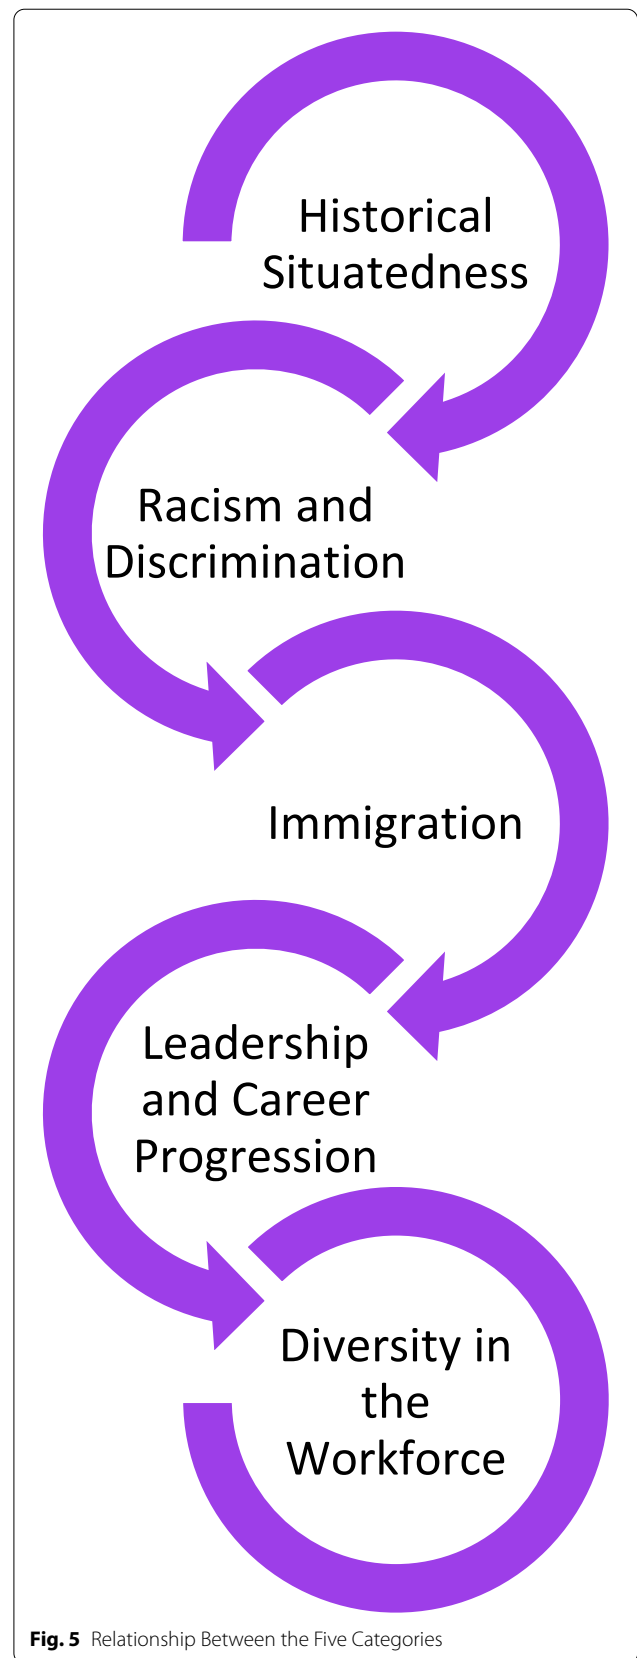 Historical
Situatedness
Racism and
Discrimination
Immigration
Leadership
and Career
Progression
Diversity in
the
Workforce
Fig. 5 Relationship Between the Five Categories